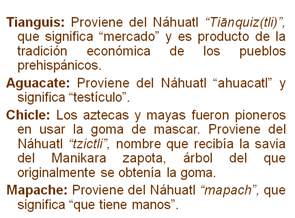 Tianguis: Proviene del Náhuatl “Tiānquiz(tli)”,
que significa “mercado” y es producto de la
tradición económica de los pueblos
prehispánicos.
Aguacate: Proviene del Náhuatl “ahuacatl” y
significa “testículo”.
Chicle: Los aztecas y mayas fueron pioneros
en usar la goma de mascar. Proviene del
Náhuatl “tzictli”, nombre que recibía la savia
del Manikara zapota, árbol del que
originalmente se obtenía la goma.
Mapache: Proviene del Náhuatl “mapach”, que
significa “que tiene manos”.